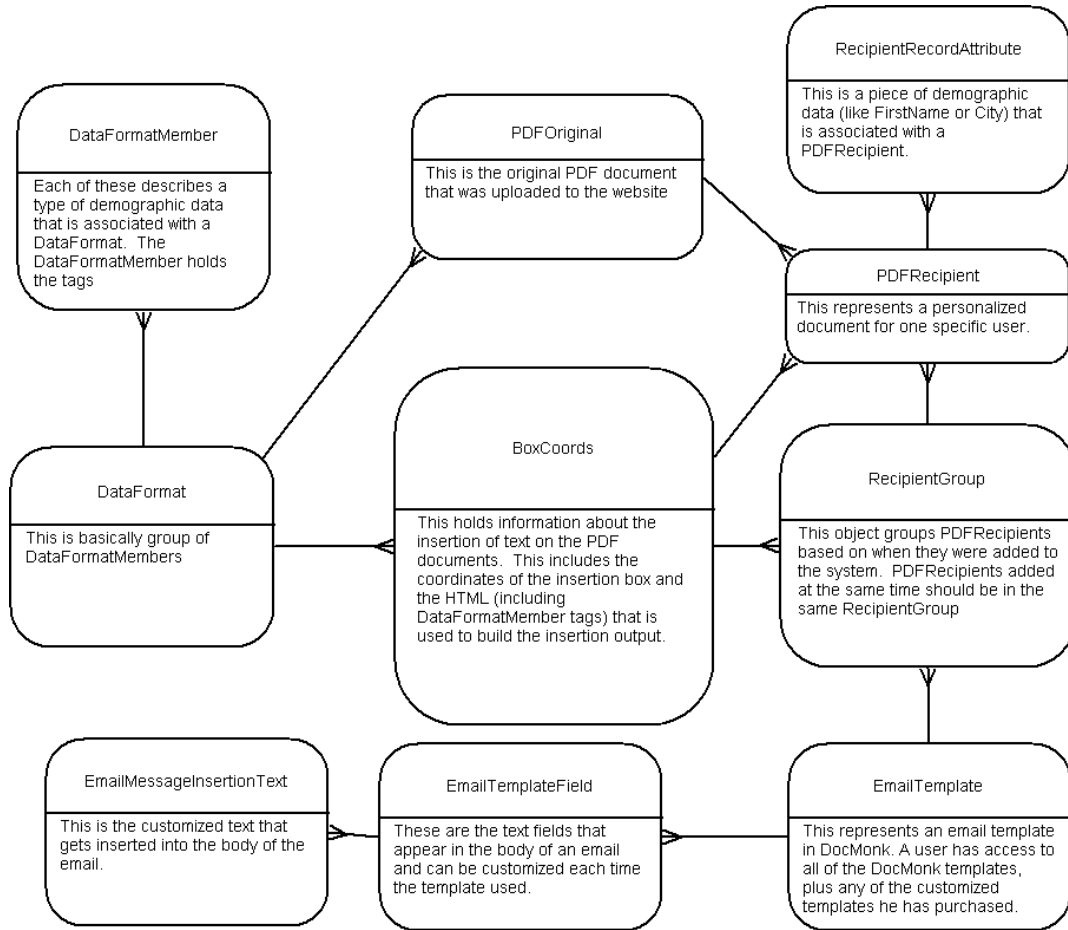 RecipientRecordAttribute
This is a piece of demographic
data (like FirstName or City) that
is associated with a
PDFRecipient.
DataFormatMember
Each of these describes a
type of demographic data
that is associated with a
DataFormat. The
DataFormatMember holds
the tags
PDFOriginal
This is the original PDF document
that was uploaded to the website
PDFRecipient
This represents a personalized
document for one specific user.
DataFormat
This is basically group of
DataFormatMembers
BoxCoords
This holds information about the
insertion of text on the PDF
documents. This includes the
coordinates of the insertion box and
the HTML (including
DataFormatMember tags) that is
used to build the insertion output.
RecipientGroup
This object groups PDFRecipients
based on when they were added to
the system. PDFRecipients added
at the same time should be in the
same RecipientGroup
EmailMessageInsertionText
This is the customized text that
gets inserted into the body of the
email.
EmailTemplateField
These are the text fields that
appear in the body of an email
and can be customized each time
the template used.
EmailTemplate
This represents an email template
in DocMonk. A user has access to
all of the DocMonk templates,
plus any of the customized
templates he has purchased.